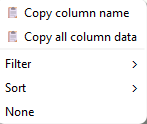 Copy column name
Copy all column data
Filter
Sort
None